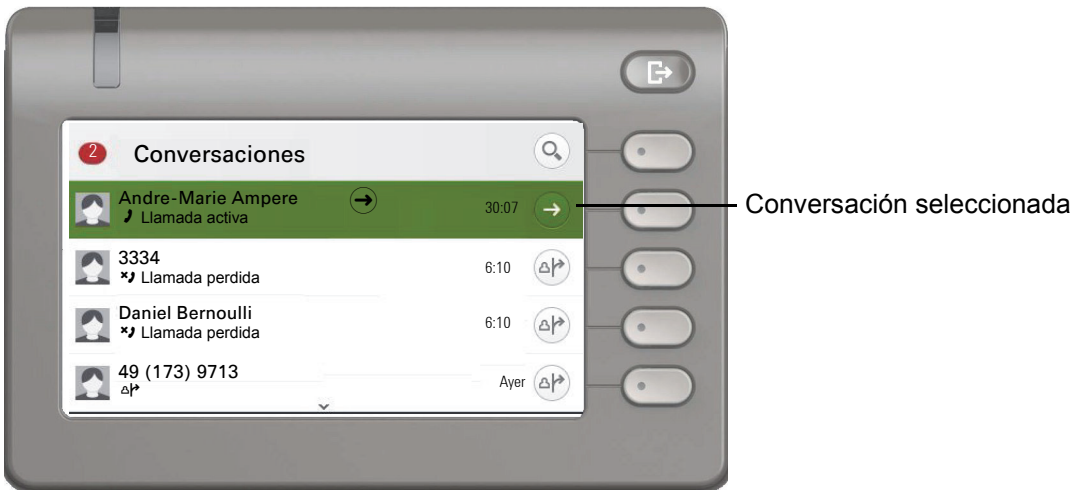 2 Conversaciones
Andre-Marie Ampere
Llamada activa
30:07
Conversación seleccionada
3334
Llamada perdida
6:10
Daniel Bernoulli
Llamada perdida
6:10
49 (173) 9713
Ayer